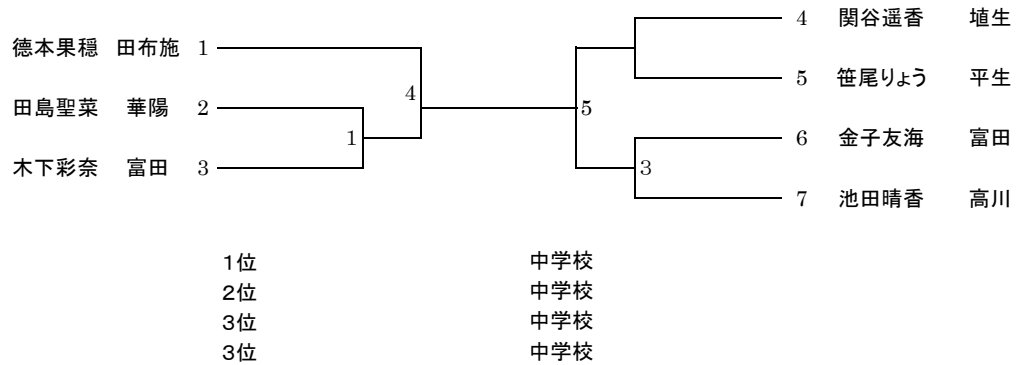 4 関谷遥香 埴生
德本果穏 田布施 1
5 笹尾りょう 平生
4
5
田島聖菜 華陽 2
1
6 金子友海 富田
3
木下彩奈 富田 3
7 池田晴香 高川
1位 中学校
2位 中学校
3位 中学校
3位 中学校